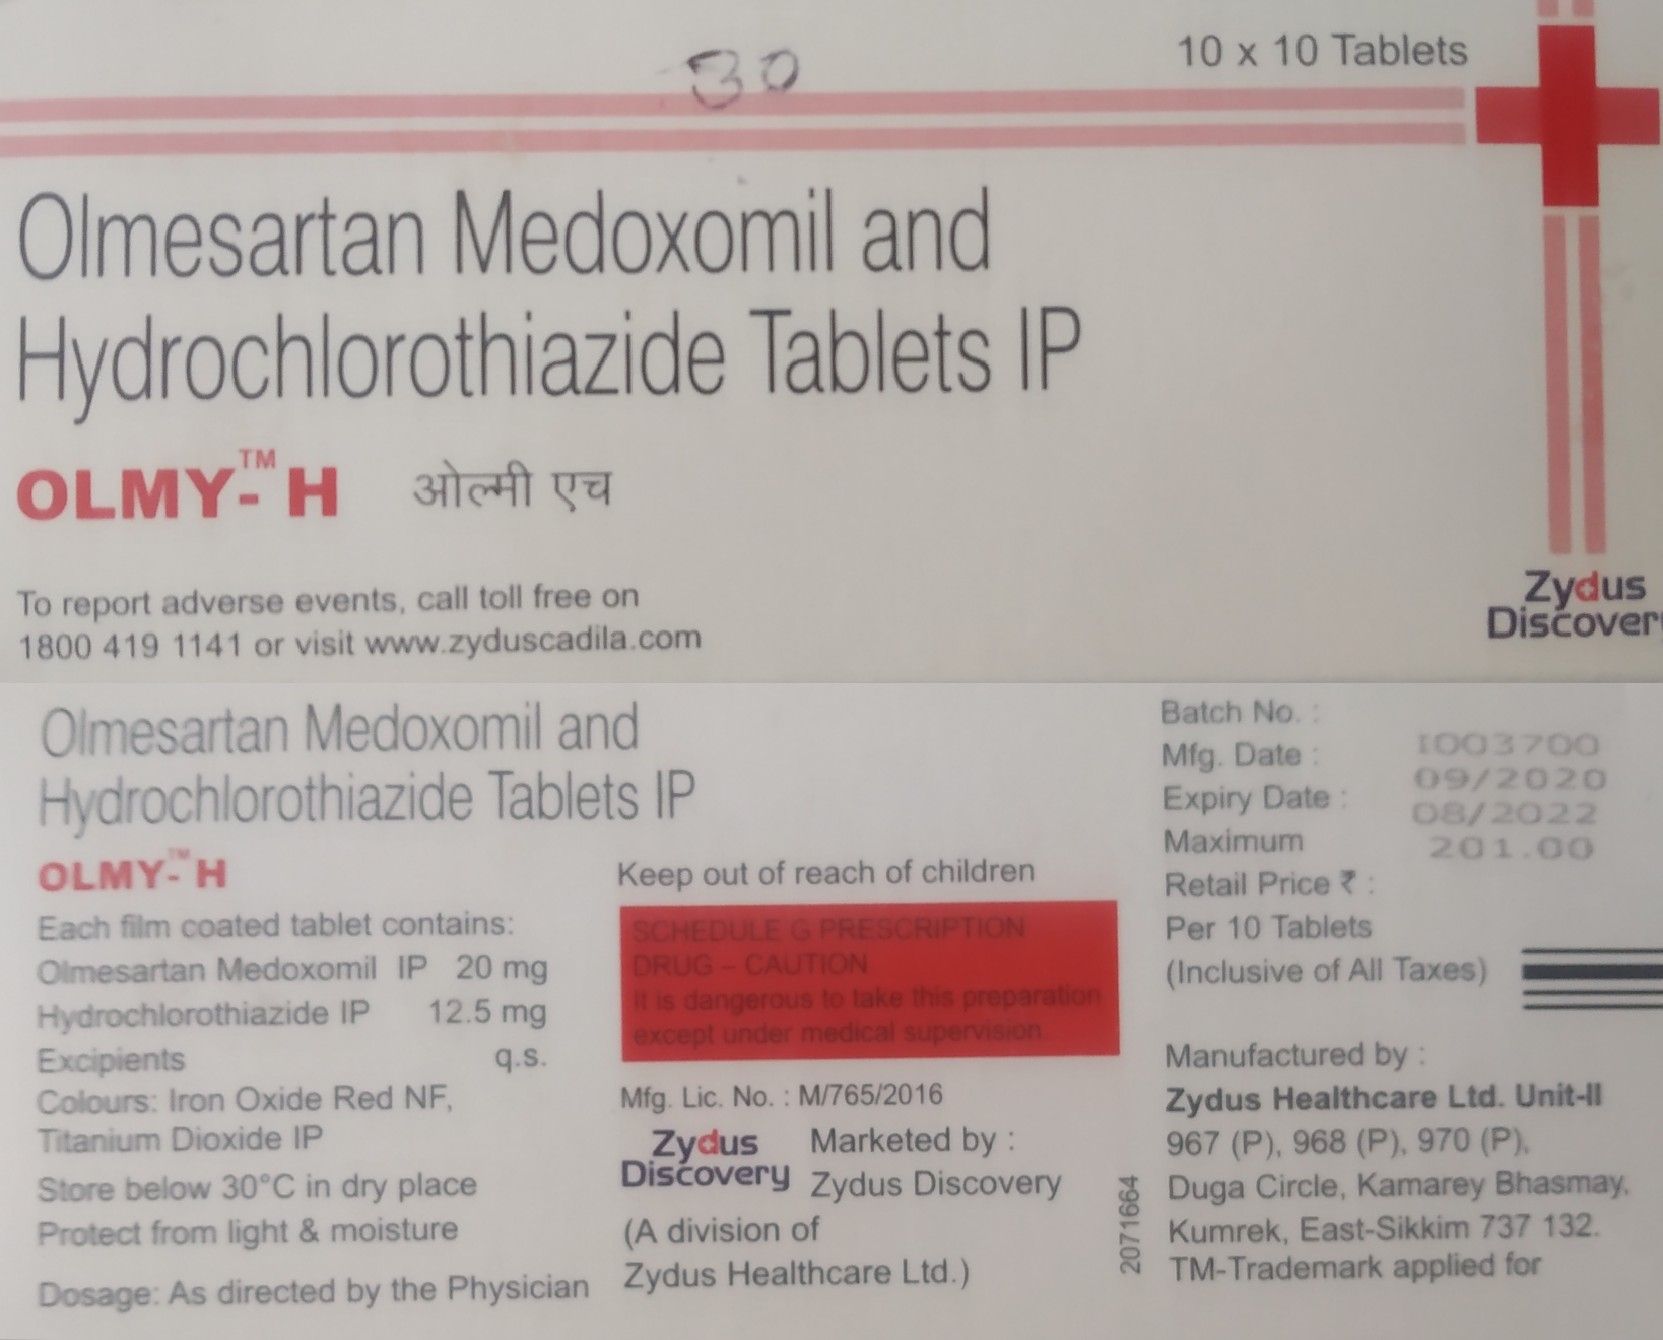 30
10 x 10 Tablets
Olmesartan Medoxomil and
Hydrochlorothiazide Tablets IP
OLMY-™ H ओल्मी एच
To report adverse events, call toll free on
1800 419 1141 or visit www.zyduscadila.com
Zydus
Discover
Olmesartan Medoxomil and
Hydrochlorothiazide Tablets IP
OLMY-™ H
Each film coated tablet contains:
Olmesartan Medoxomil IP 20 mg
Hydrochlorothiazide IP 12.5 mg
Excipients q.s.
Colours: Iron Oxide Red NF,
Titanium Dioxide IP
Store below 30°C in dry place
Protect from light & moisture
Dosage: As directed by the Physician
Keep out of reach of children
SCHEDULE G PRESCRIPTION
DRUG – CAUTION
It is dangerous to take this preparation
except under medical supervision.
Mfg. Lic. No. : M/765/2016
Zydus
Discovery
Marketed by :
Zydus Discovery
(A division of
Zydus Healthcare Ltd.)
2071664
Batch No. : I003700
Mfg. Date : 09/2020
Expiry Date : 08/2022
Maximum 201.00
Retail Price ₹ :
Per 10 Tablets
(Inclusive of All Taxes)
Manufactured by :
Zydus Healthcare Ltd. Unit-II
967 (P), 968 (P), 970 (P),
Duga Circle, Kamarey Bhasmay,
Kumrek, East-Sikkim 737 132.
TM-Trademark applied for